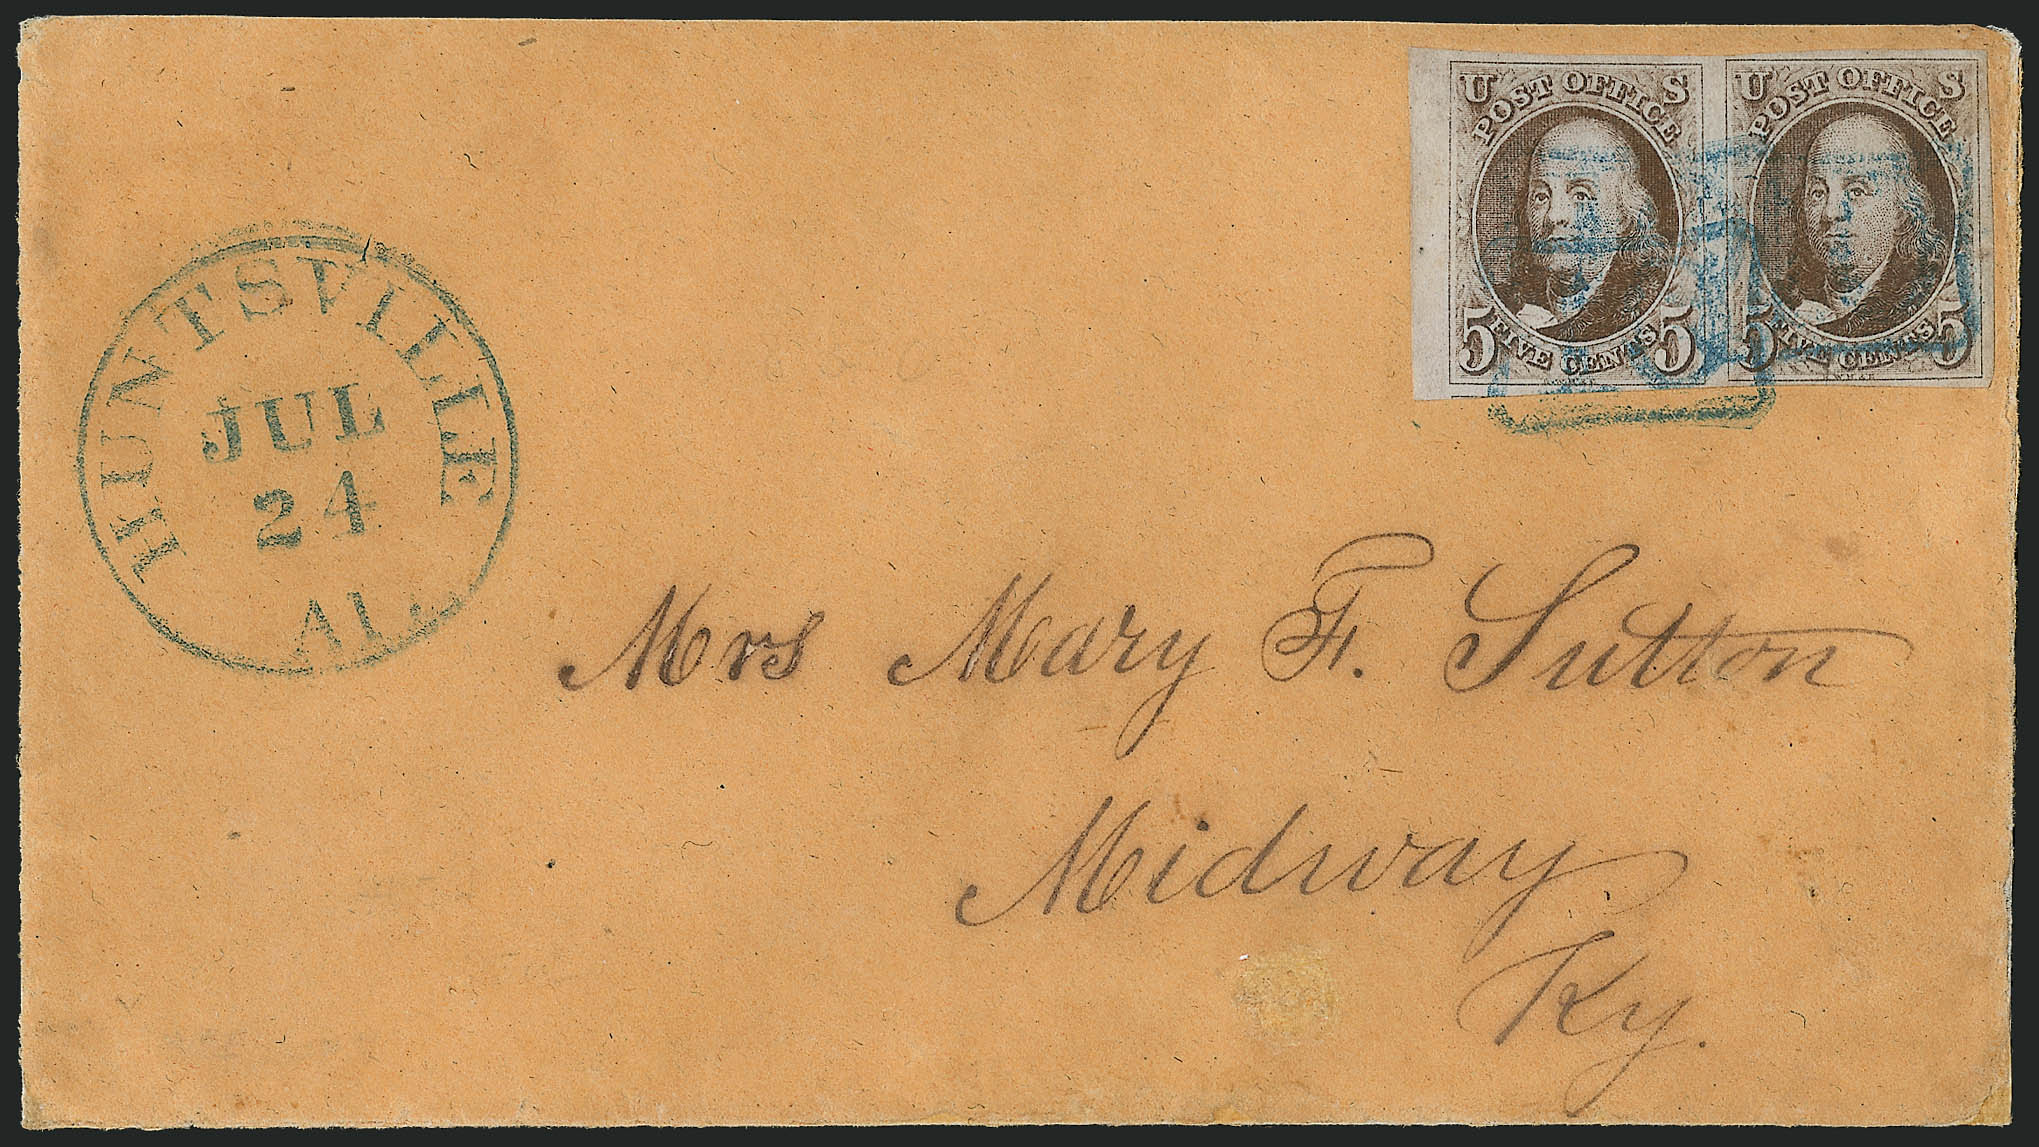 U S
POST OFFICE
5 FIVE CENTS 5
U S
POST OFFICE
5 FIVE CENTS 5
HUNTSVILLE
JUL
24
Al
Mrs Mary F. Sutton
Midway
Ky.